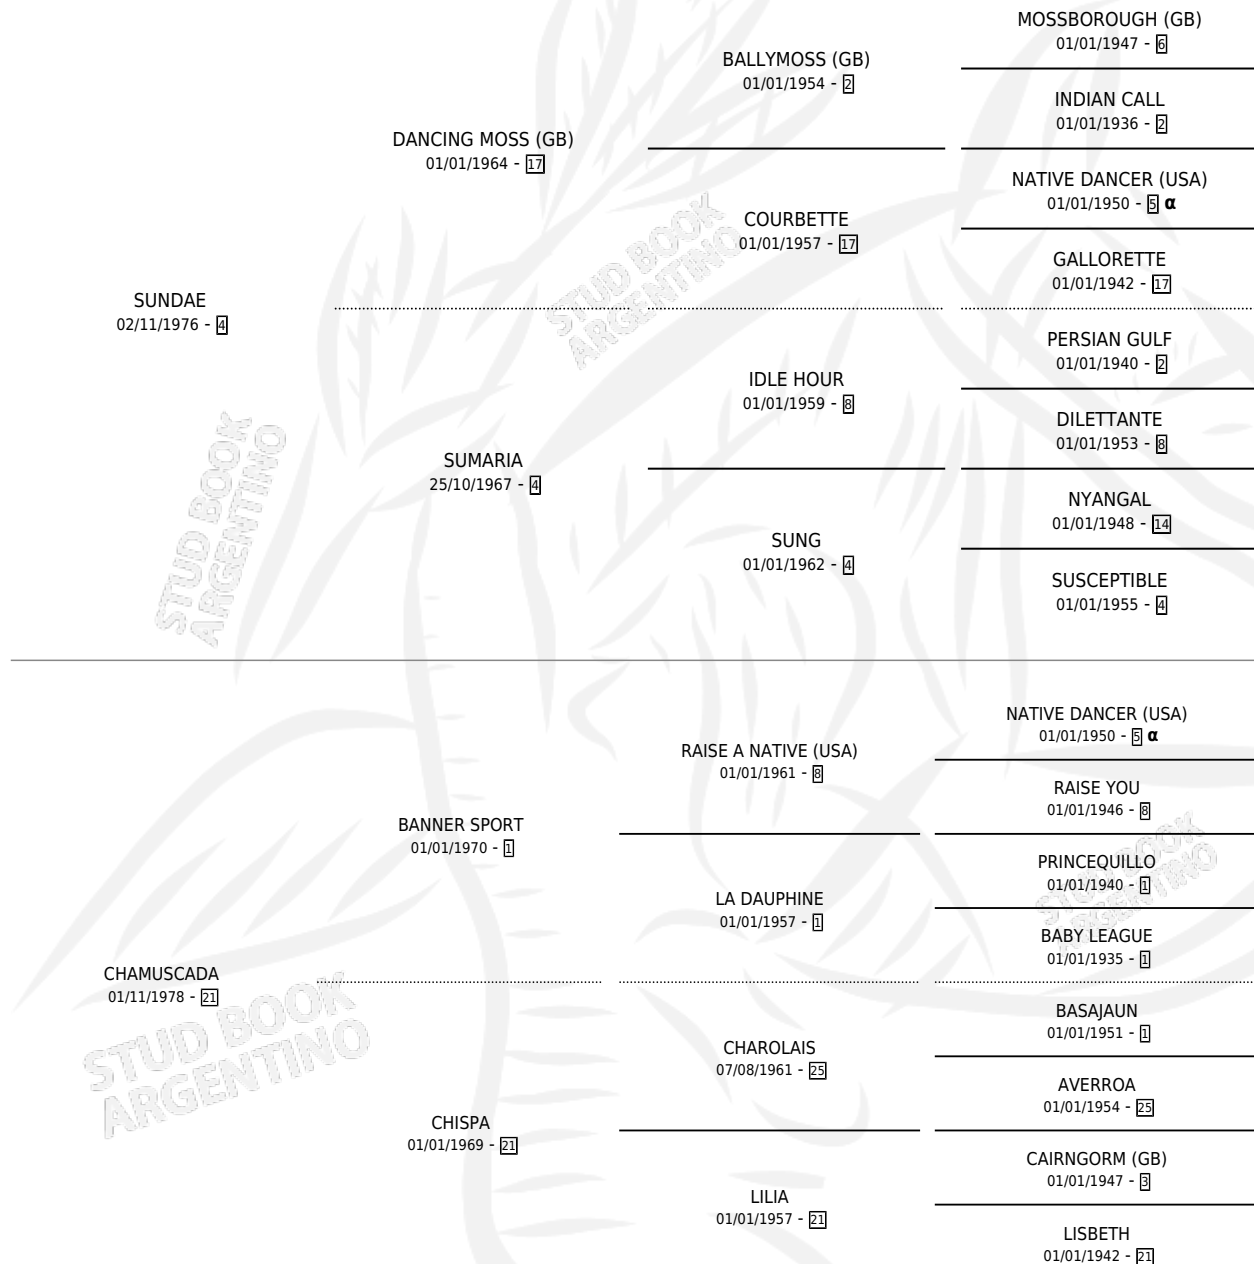 MOSSBOROUGH (GB)
01/01/1947 - 6
BALLYMOSS (GB)
01/01/1954 - 2
INDIAN CALL
01/01/1936 - 2
DANCING MOSS (GB)
01/01/1964 - 17
NATIVE DANCER (USA)
01/01/1950 - 5 α
COURBETTE
01/01/1957 - 17
GALLORETTE
01/01/1942 - 17
SUNDAE
02/11/1976 - 4
PERSIAN GULF
01/01/1940 - 2
IDLE HOUR
01/01/1959 - 8
DILETTANTE
01/01/1953 - 8
SUMARIA
25/10/1967 - 4
NYANGAL
01/01/1948 - 14
SUNG
01/01/1962 - 4
SUSCEPTIBLE
01/01/1955 - 4
NATIVE DANCER (USA)
01/01/1950 - 5 α
RAISE A NATIVE (USA)
01/01/1961 - 8
RAISE YOU
01/01/1946 - 8
BANNER SPORT
01/01/1970 - 1
PRINCEQUILLO
01/01/1940 - 1
LA DAUPHINE
01/01/1957 - 1
BABY LEAGUE
01/01/1935 - 1
CHAMUSCADA
01/11/1978 - 21
BASAJAUN
01/01/1951 - 1
CHAROLAIS
07/08/1961 - 25
AVERROA
01/01/1954 - 25
CHISPA
01/01/1969 - 21
CAIRNGORM (GB)
01/01/1947 - 3
LILIA
01/01/1957 - 21
LISBETH
01/01/1942 - 21
STUD BOOK
ARGENTINO
STUD BOOK
ARGENTINO
STUD BOOK
ARGENTINO
STUD BOOK
ARGENTINO